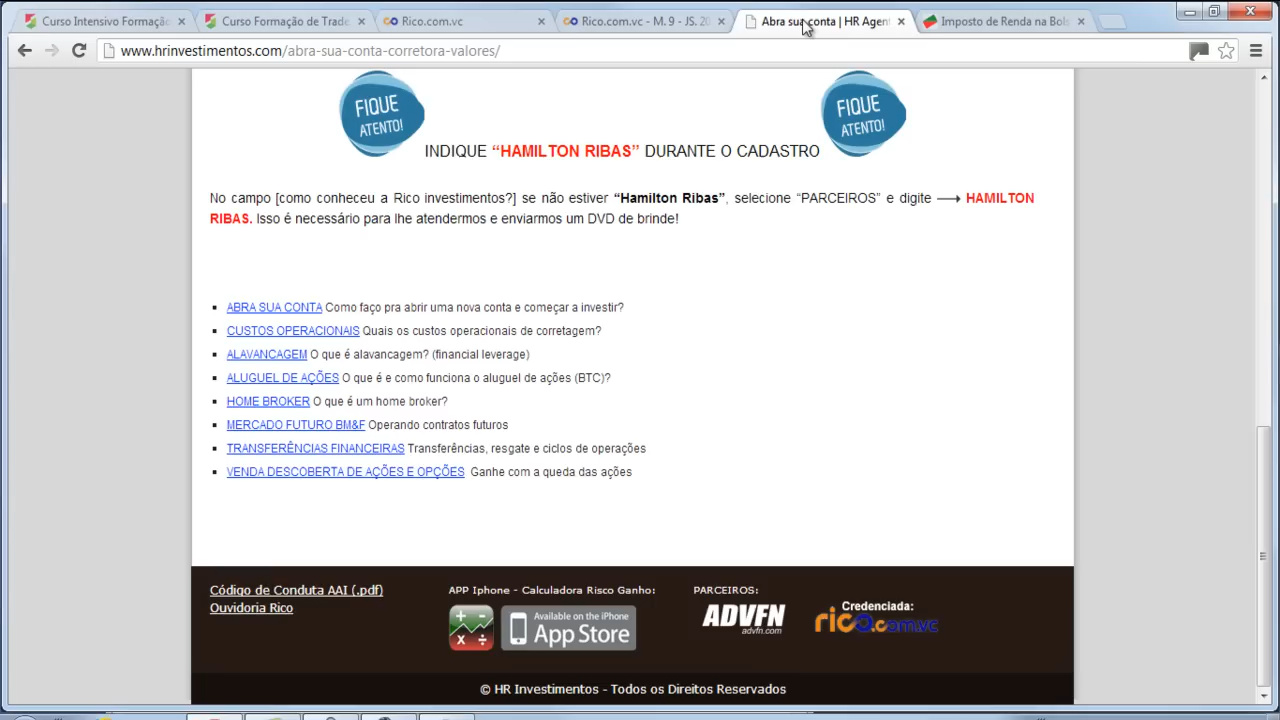 Curso Intensivo Formação
Curso Formação de Trade
Rico.com.vc
Rico.com.vc - M. 9 - JS. 20
Abra sua conta | HR Agent
Imposto de Renda na Bols
www.hrinvestimentos.com/abra-sua-conta-corretora-valores/
FIQUE
ATENTO!
FIQUE
ATENTO!
INDIQUE “HAMILTON RIBAS” DURANTE O CADASTRO
No campo [como conheceu a Rico investimentos?] se não estiver “Hamilton Ribas”, selecione “PARCEIROS” e digite → HAMILTON
RIBAS. Isso é necessário para lhe atendermos e enviarmos um DVD de brinde!
ABRA SUA CONTA Como faço pra abrir uma nova conta e começar a investir?
CUSTOS OPERACIONAIS Quais os custos operacionais de corretagem?
ALAVANCAGEM O que é alavancagem? (financial leverage)
ALUGUEL DE AÇÕES O que é e como funciona o aluguel de ações (BTC)?
HOME BROKER O que é um home broker?
MERCADO FUTURO BM&F Operando contratos futuros
TRANSFERÊNCIAS FINANCEIRAS Transferências, resgate e ciclos de operações
VENDA DESCOBERTA DE AÇÕES E OPÇÕES Ganhe com a queda das ações
Código de Conduta AAI (.pdf)
Ouvidoria Rico
APP Iphone - Calculadora Risco Ganho:
Available on the iPhone
App Store
PARCEIROS:
ADVFN
advfn.com
Credenciada:
rico.com.vc
© HR Investimentos - Todos os Direitos Reservados